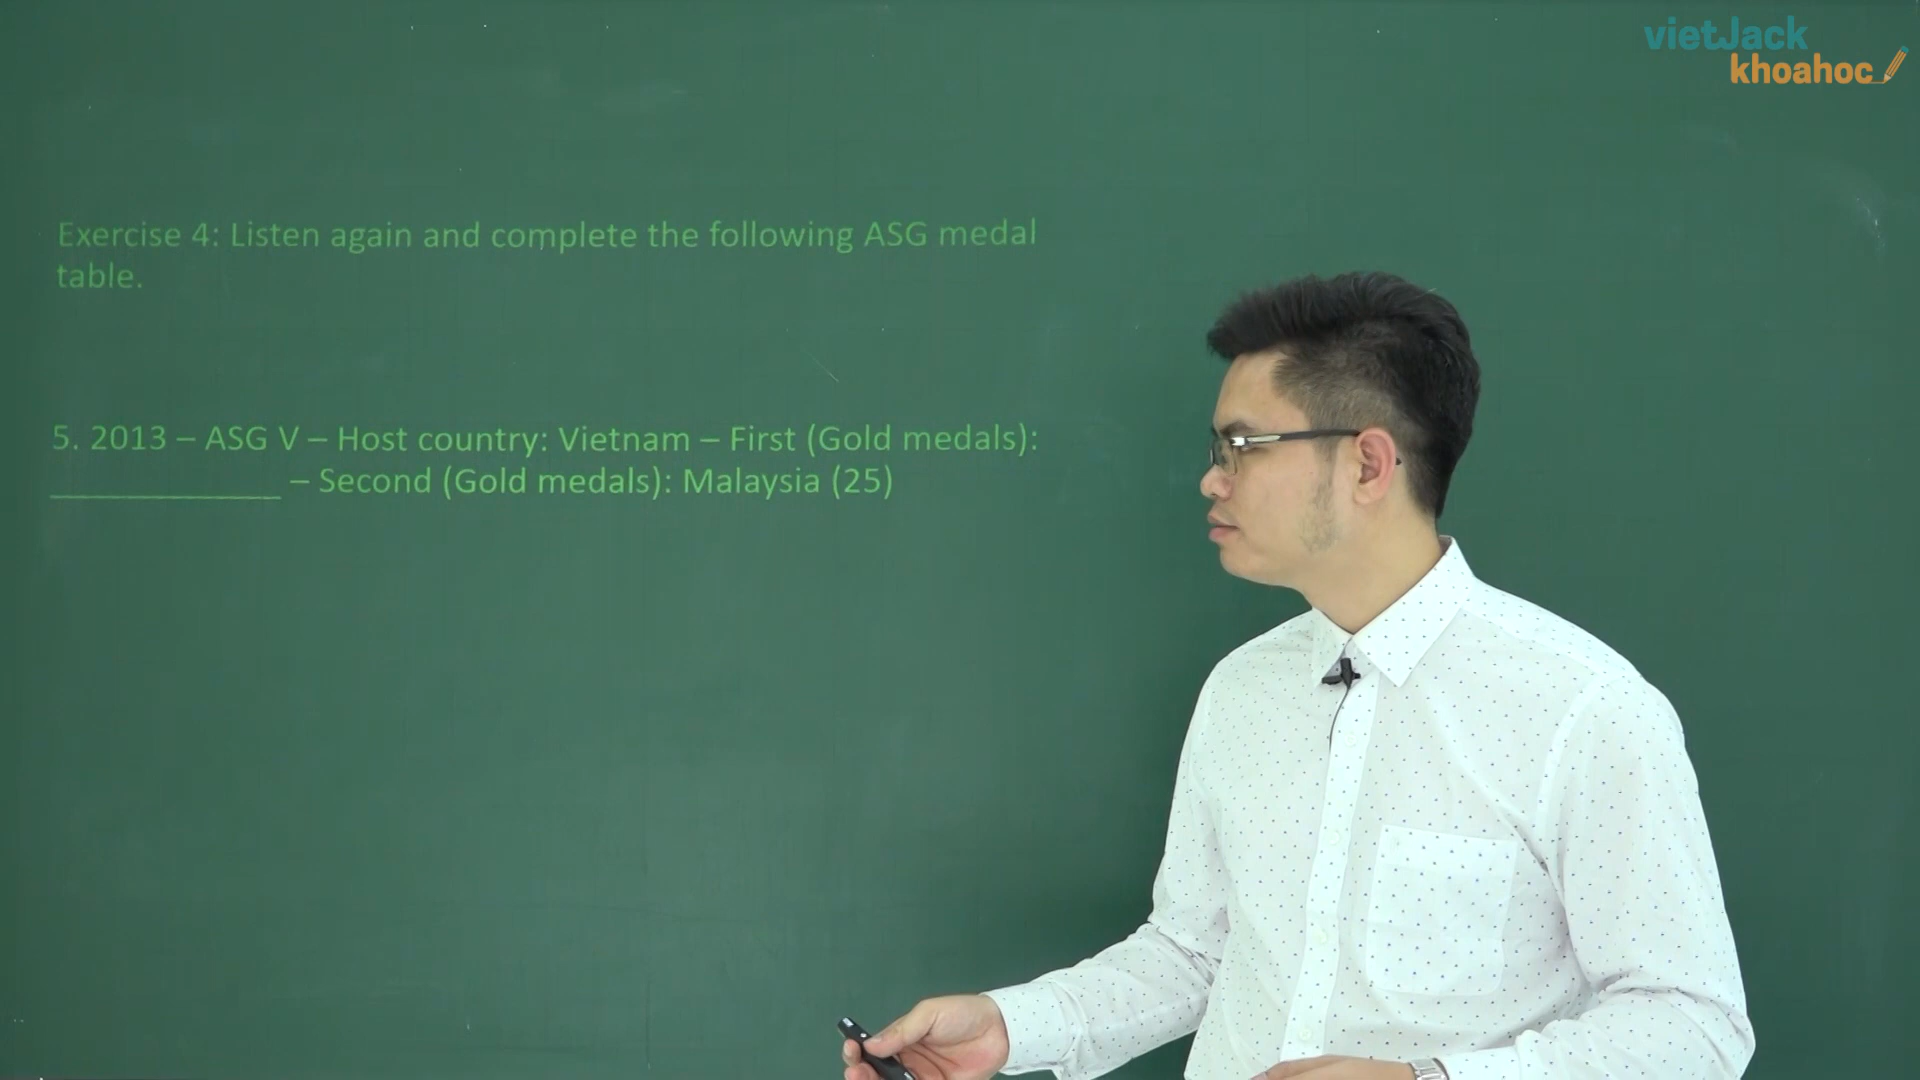 vietJack
khoahoc
Exercise 4: Listen again and complete the following ASG medal
table.
5. 2013 – ASG V – Host country: Vietnam – First (Gold medals):
____________ – Second (Gold medals): Malaysia (25)